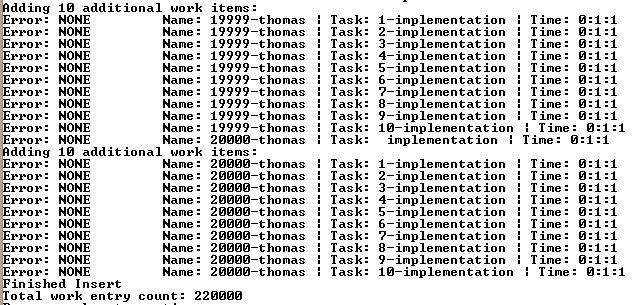 Adding 10 additional work items:
Error: NONE Name: 19999-thomas ¦ Task: 1-implementation ¦ Time: 0:1:1
Error: NONE Name: 19999-thomas ¦ Task: 2-implementation ¦ Time: 0:1:1
Error: NONE Name: 19999-thomas ¦ Task: 3-implementation ¦ Time: 0:1:1
Error: NONE Name: 19999-thomas ¦ Task: 4-implementation ¦ Time: 0:1:1
Error: NONE Name: 19999-thomas ¦ Task: 5-implementation ¦ Time: 0:1:1
Error: NONE Name: 19999-thomas ¦ Task: 6-implementation ¦ Time: 0:1:1
Error: NONE Name: 19999-thomas ¦ Task: 7-implementation ¦ Time: 0:1:1
Error: NONE Name: 19999-thomas ¦ Task: 8-implementation ¦ Time: 0:1:1
Error: NONE Name: 19999-thomas ¦ Task: 9-implementation ¦ Time: 0:1:1
Error: NONE Name: 19999-thomas ¦ Task: 10-implementation ¦ Time: 0:1:1
Error: NONE Name: 20000-thomas ¦ Task: implementation ¦ Time: 0:1:1
Adding 10 additional work items:
Error: NONE Name: 20000-thomas ¦ Task: 1-implementation ¦ Time: 0:1:1
Error: NONE Name: 20000-thomas ¦ Task: 2-implementation ¦ Time: 0:1:1
Error: NONE Name: 20000-thomas ¦ Task: 3-implementation ¦ Time: 0:1:1
Error: NONE Name: 20000-thomas ¦ Task: 4-implementation ¦ Time: 0:1:1
Error: NONE Name: 20000-thomas ¦ Task: 5-implementation ¦ Time: 0:1:1
Error: NONE Name: 20000-thomas ¦ Task: 6-implementation ¦ Time: 0:1:1
Error: NONE Name: 20000-thomas ¦ Task: 7-implementation ¦ Time: 0:1:1
Error: NONE Name: 20000-thomas ¦ Task: 8-implementation ¦ Time: 0:1:1
Error: NONE Name: 20000-thomas ¦ Task: 9-implementation ¦ Time: 0:1:1
Error: NONE Name: 20000-thomas ¦ Task: 10-implementation ¦ Time: 0:1:1
Finished Insert
Total work entry count: 220000